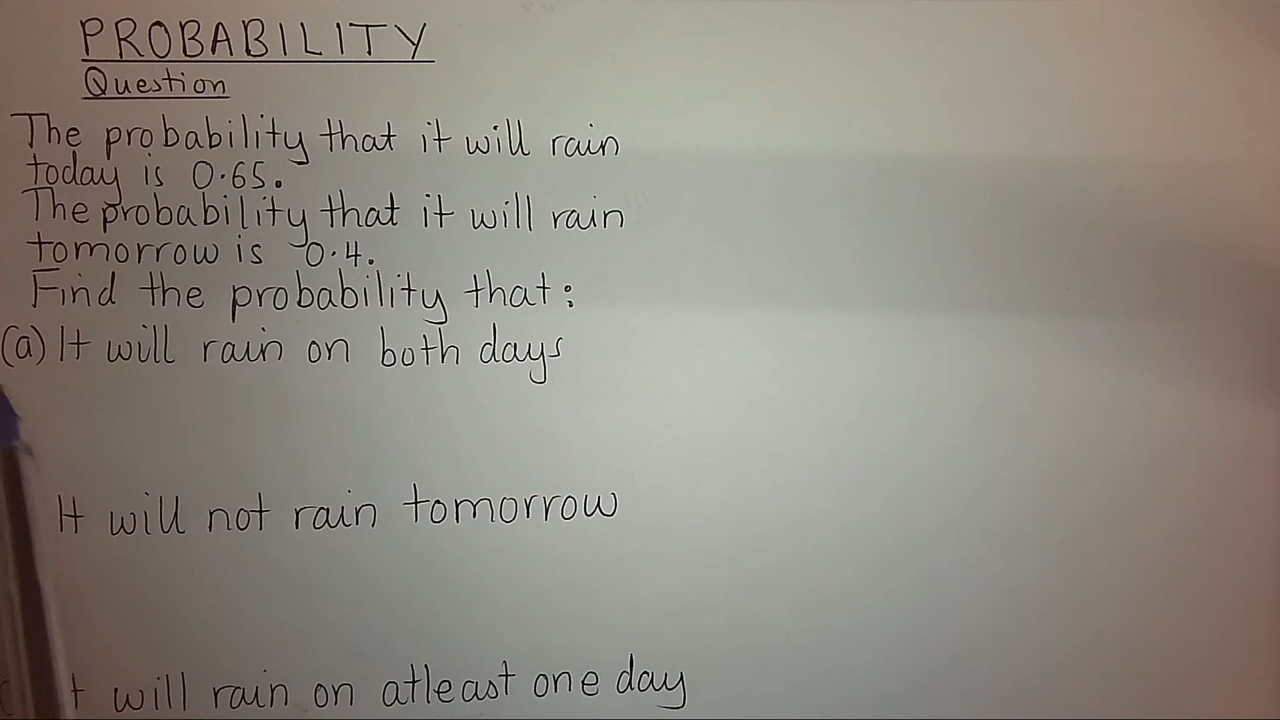 PROBABILITY
Question
The probability that it will rain
today is 0.65.
The probability that it will rain
tomorrow is 0.4.
Find the probability that:
(a) It will rain on both days
It will not rain tomorrow
will rain on atleast one day